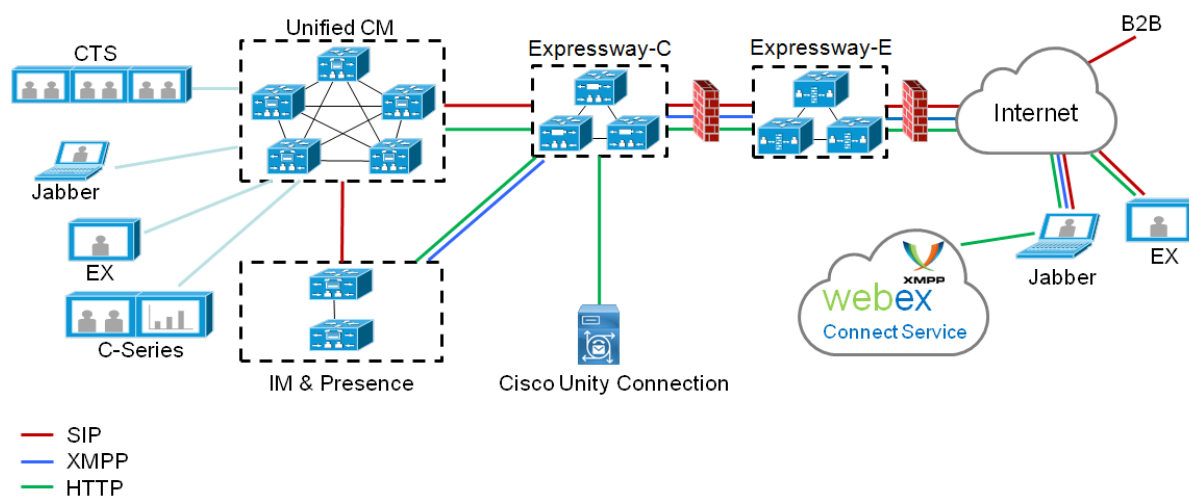 Unified CM
CTS
Expressway-C
Expressway-E
B2B
Internet
Jabber
EX
C-Series
IM & Presence
Cisco Unity Connection
XMPP
webex
Connect Service
Jabber
EX
SIP
XMPP
HTTP